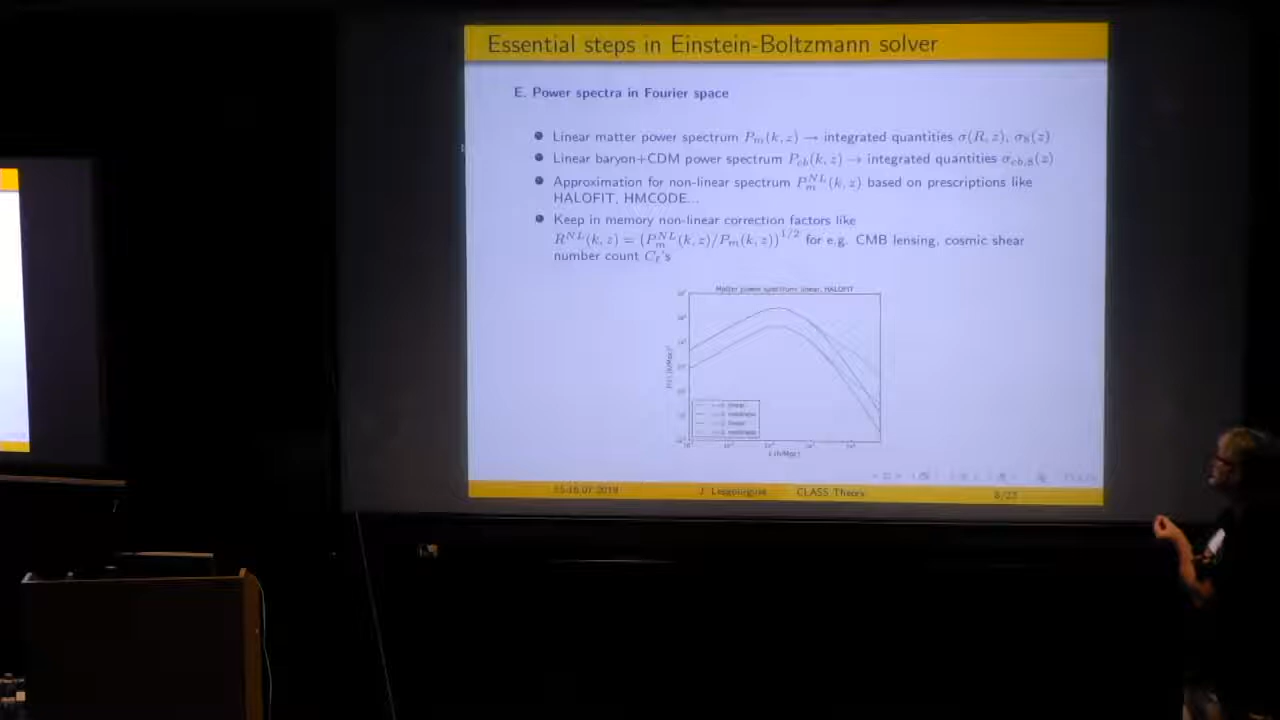 Essential steps in Einstein-Boltzmann solver
E. Power spectra in Fourier space
Linear matter power spectrum P_m(k, z) → integrated quantities σ(R, z), σ_8(z)
Linear baryon+CDM power spectrum P_cb(k, z) → integrated quantities σ_cb,8(z)
Approximation for non-linear spectrum P_m^NL(k, z) based on prescriptions like
HALOFIT, HMCODE...
Keep in memory non-linear correction factors like
R^NL(k, z) = (P_m^NL(k, z)/P_m(k, z))^1/2 for e.g. CMB lensing, cosmic shear
number count C_ℓ's
Matter power spectrum: linear, HALOFIT
k (h/Mpc)
J. Lesgourgues CLASS Theory 8/23